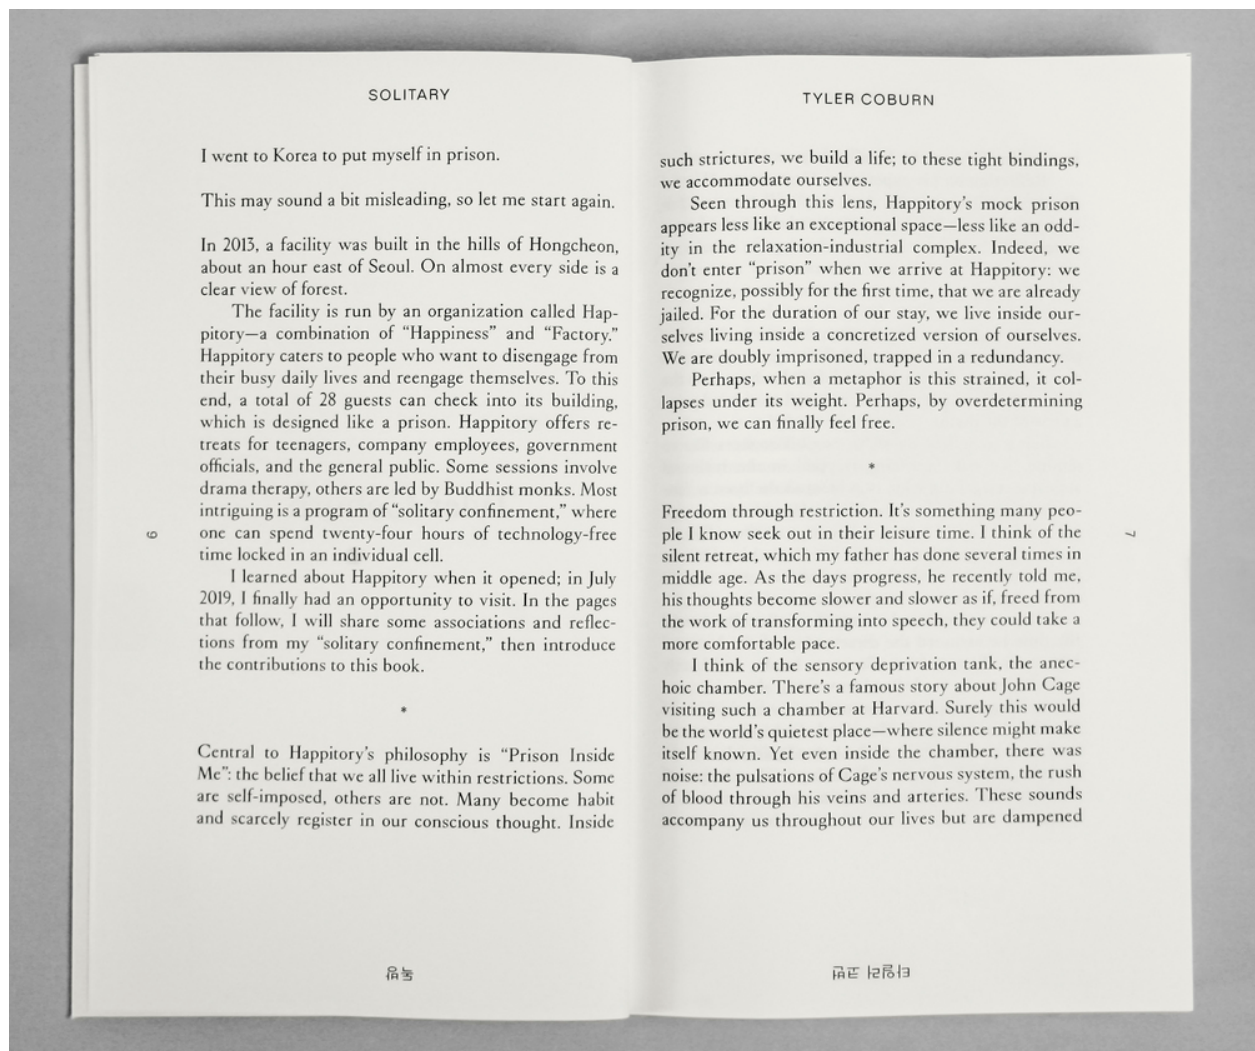 SOLITARY
I went to Korea to put myself in prison.
This may sound a bit misleading, so let me start again.
In 2013, a facility was built in the hills of Hongcheon,
about an hour east of Seoul. On almost every side is a
clear view of forest.
The facility is run by an organization called Hap-
pitory—a combination of “Happiness” and “Factory.”
Happitory caters to people who want to disengage from
their busy daily lives and reengage themselves. To this
end, a total of 28 guests can check into its building,
which is designed like a prison. Happitory offers re-
treats for teenagers, company employees, government
officials, and the general public. Some sessions involve
drama therapy, others are led by Buddhist monks. Most
intriguing is a program of “solitary confinement,” where
one can spend twenty-four hours of technology-free
time locked in an individual cell.
I learned about Happitory when it opened; in July
2019, I finally had an opportunity to visit. In the pages
that follow, I will share some associations and reflec-
tions from my “solitary confinement,” then introduce
the contributions to this book.
*
Central to Happitory’s philosophy is “Prison Inside
Me”: the belief that we all live within restrictions. Some
are self-imposed, others are not. Many become habit
and scarcely register in our conscious thought. Inside
6
독방
TYLER COBURN
such strictures, we build a life; to these tight bindings,
we accommodate ourselves.
Seen through this lens, Happitory’s mock prison
appears less like an exceptional space—less like an odd-
ity in the relaxation-industrial complex. Indeed, we
don’t enter “prison” when we arrive at Happitory: we
recognize, possibly for the first time, that we are already
jailed. For the duration of our stay, we live inside our-
selves living inside a concretized version of ourselves.
We are doubly imprisoned, trapped in a redundancy.
Perhaps, when a metaphor is this strained, it col-
lapses under its weight. Perhaps, by overdetermining
prison, we can finally feel free.
*
Freedom through restriction. It’s something many peo-
ple I know seek out in their leisure time. I think of the
silent retreat, which my father has done several times in
middle age. As the days progress, he recently told me,
his thoughts become slower and slower as if, freed from
the work of transforming into speech, they could take a
more comfortable pace.
I think of the sensory deprivation tank, the anec-
hoic chamber. There’s a famous story about John Cage
visiting such a chamber at Harvard. Surely this would
be the world’s quietest place—where silence might make
itself known. Yet even inside the chamber, there was
noise: the pulsations of Cage’s nervous system, the rush
of blood through his veins and arteries. These sounds
accompany us throughout our lives but are dampened
7
타일러 코번